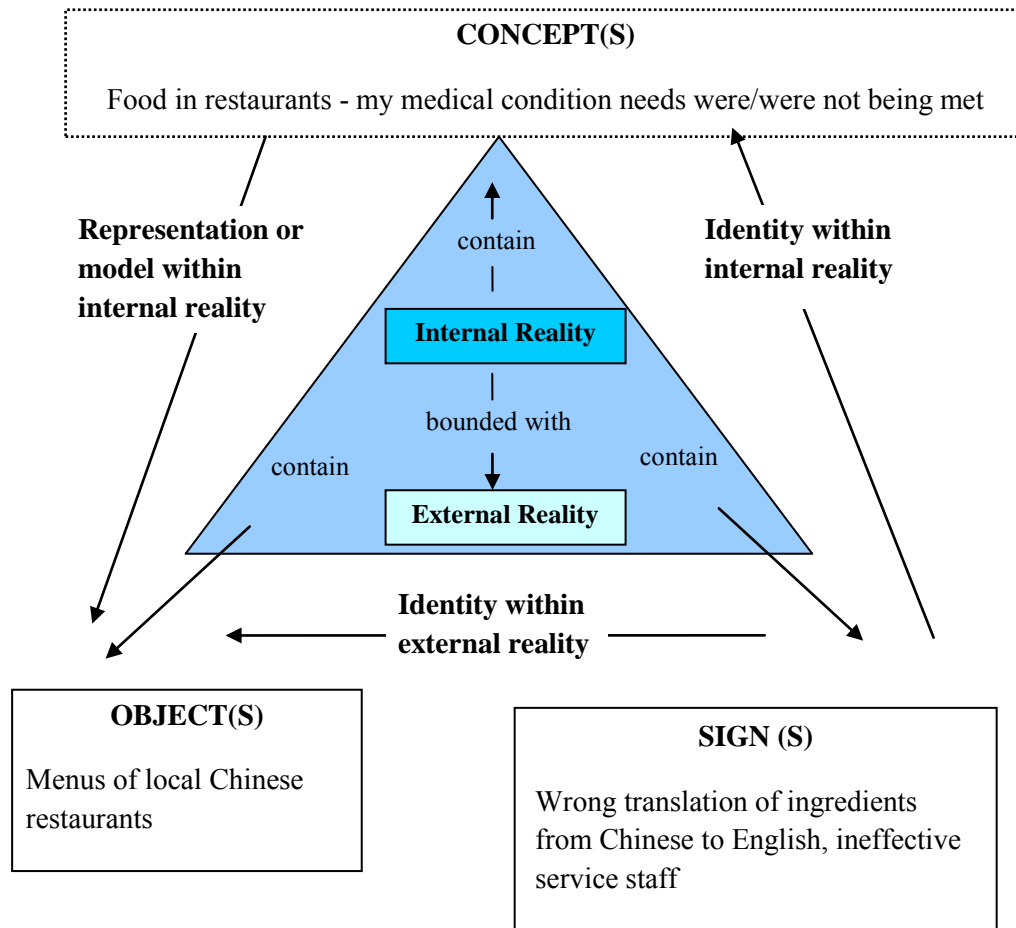 CONCEPT(S)
Food in restaurants - my medical condition needs were/were not being met
Representation or
model within
internal reality
contain
Identity within
internal reality
Internal Reality
bounded with
contain
contain
External Reality
Identity within
external reality
OBJECT(S)
Menus of local Chinese
restaurants
SIGN (S)
Wrong translation of ingredients
from Chinese to English, ineffective
service staff